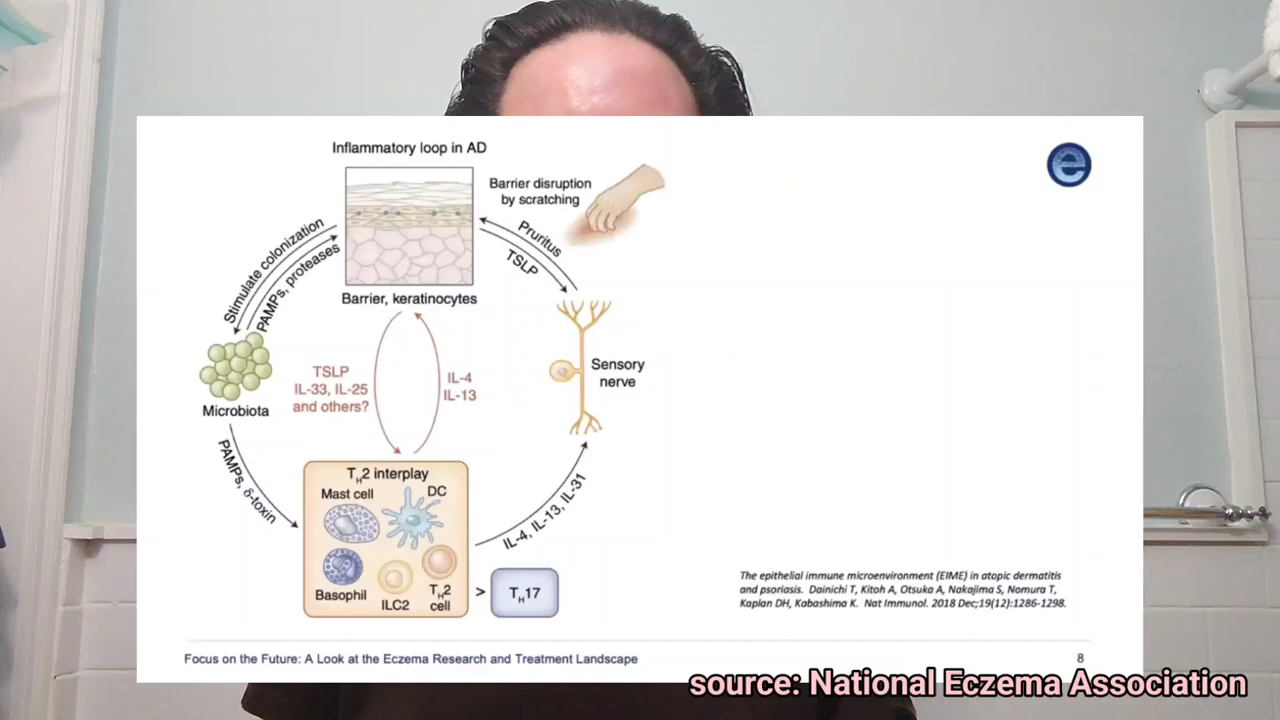 Inflammatory loop in AD
Barrier disruption
by scratching
Stimulate colonization
PAMPs, proteases
Pruritus
TSLP
Barrier, keratinocytes
TSLP
IL-33, IL-25
and others?
IL-4
IL-13
Sensory
nerve
Microbiota
PAMPs, δ-toxin
TH2 interplay
Mast cell
DC
Basophil
ILC2
TH2
cell
>
TH17
IL-4, IL-13, IL-31
e
The epithelial immune microenvironment (EIME) in atopic dermatitis
and psoriasis. Dainichi T, Kitoh A, Otsuka A, Nakajima S, Nomura T,
Kaplan DH, Kabashima K. Nat Immunol. 2018 Dec;19(12):1286-1298.
Focus on the Future: A Look at the Eczema Research and Treatment Landscape
8
source: National Eczema Association